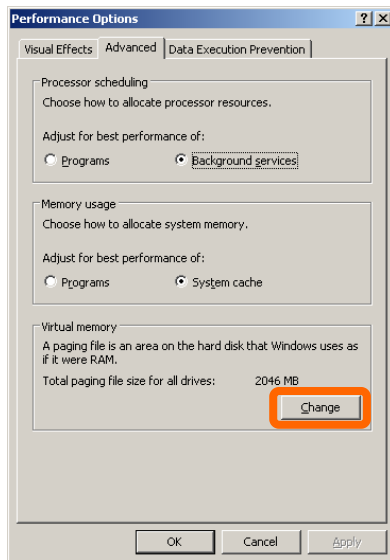 Performance Options
Visual Effects Advanced Data Execution Prevention
Processor scheduling
Choose how to allocate processor resources.
Adjust for best performance of:
Programs Background services
Memory usage
Choose how to allocate system memory.
Adjust for best performance of:
Programs System cache
Virtual memory
A paging file is an area on the hard disk that Windows uses as
if it were RAM.
Total paging file size for all drives: 2046 MB
Change
OK Cancel Apply